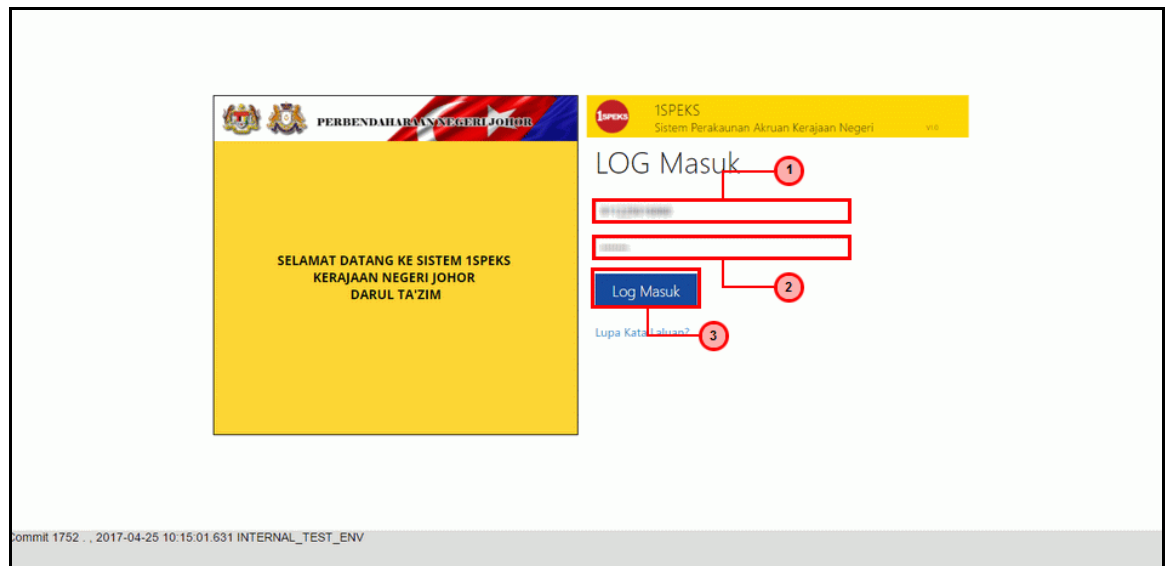 PERBENDAHARAAN NEGERI JOHOR
SELAMAT DATANG KE SISTEM 1SPEKS
KERAJAAN NEGERI JOHOR
DARUL TA'ZIM
1SPEKS
1SPEKS
Sistem Perakaunan Akruan Kerajaan Negeri
V1.0
LOG Masuk
1
2
Log Masuk
Lupa Kata Laluan?
3
Commit 1752 . , 2017-04-25 10:15:01.631 INTERNAL_TEST_ENV